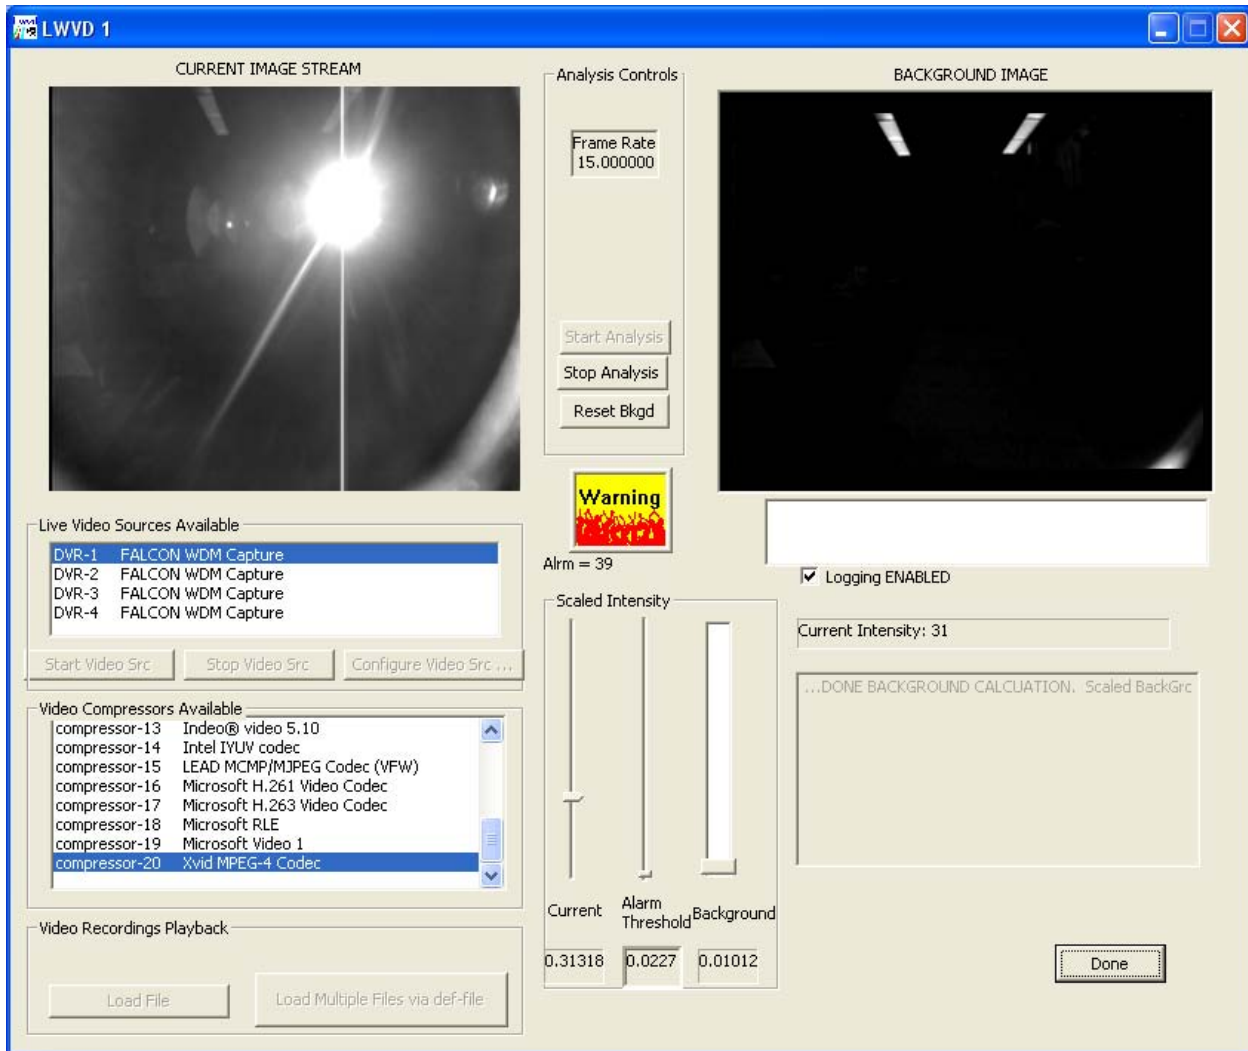 LWVD 1
CURRENT IMAGE STREAM
Analysis Controls
BACKGROUND IMAGE
Frame Rate
15.000000
Start Analysis
Stop Analysis
Reset Bkgd
Warning
Alrm = 39
Live Video Sources Available
DVR-1 FALCON WDM Capture
DVR-2 FALCON WDM Capture
DVR-3 FALCON WDM Capture
DVR-4 FALCON WDM Capture
Start Video Src
Stop Video Src
Configure Video Src ...
Logging ENABLED
Video Compressors Available
compressor-13 Indeo® video 5.10
compressor-14 Intel IYUV codec
compressor-15 LEAD MCMP/MJPEG Codec (VFW)
compressor-16 Microsoft H.261 Video Codec
compressor-17 Microsoft H.263 Video Codec
compressor-18 Microsoft RLE
compressor-19 Microsoft Video 1
compressor-20 Xvid MPEG-4 Codec
Scaled Intensity
Current
Alarm
Threshold
Background
0.31318
0.0227
0.01012
Current Intensity: 31
...DONE BACKGROUND CALCUATION. Scaled BackGrc
Video Recordings Playback
Load File
Load Multiple Files via def-file
Done